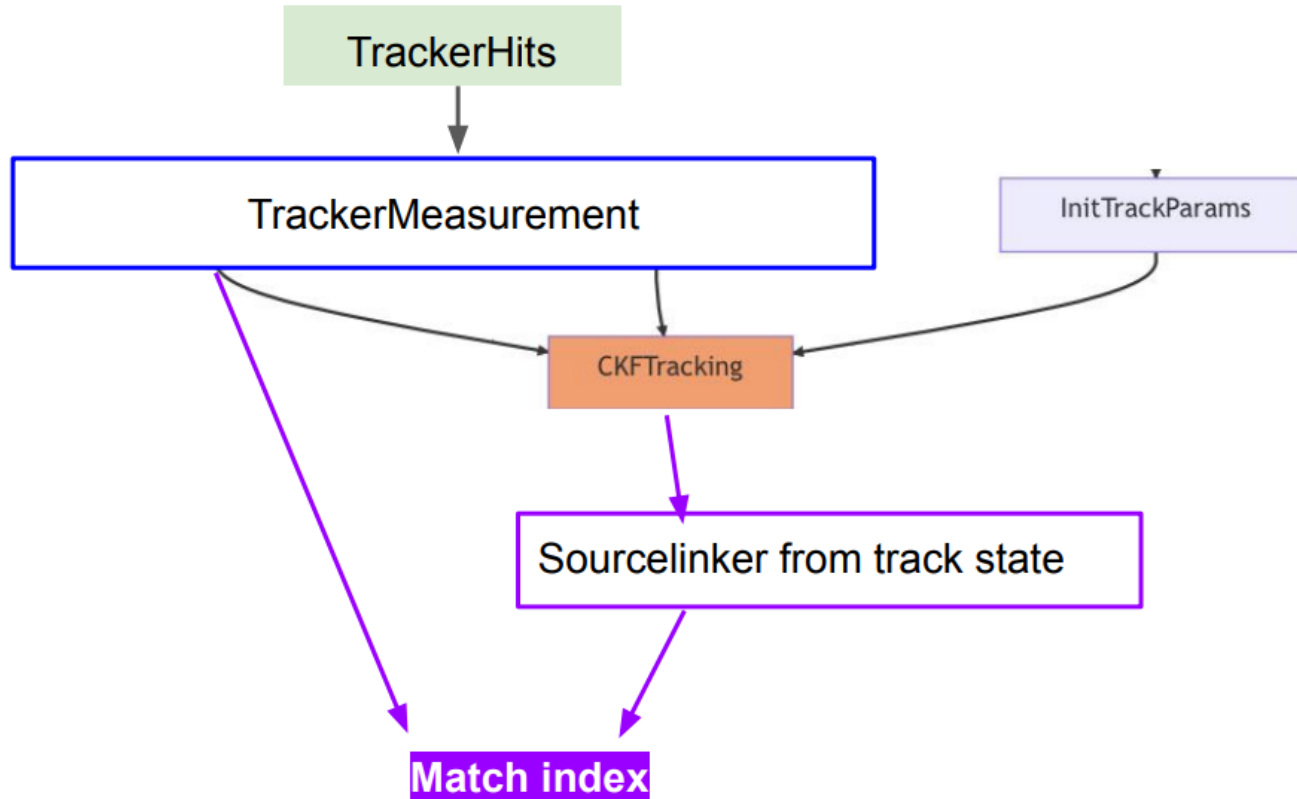 TrackerHits
TrackerMeasurement
InitTrackParams
CKFTracking
Sourcelinker from track state
Match index